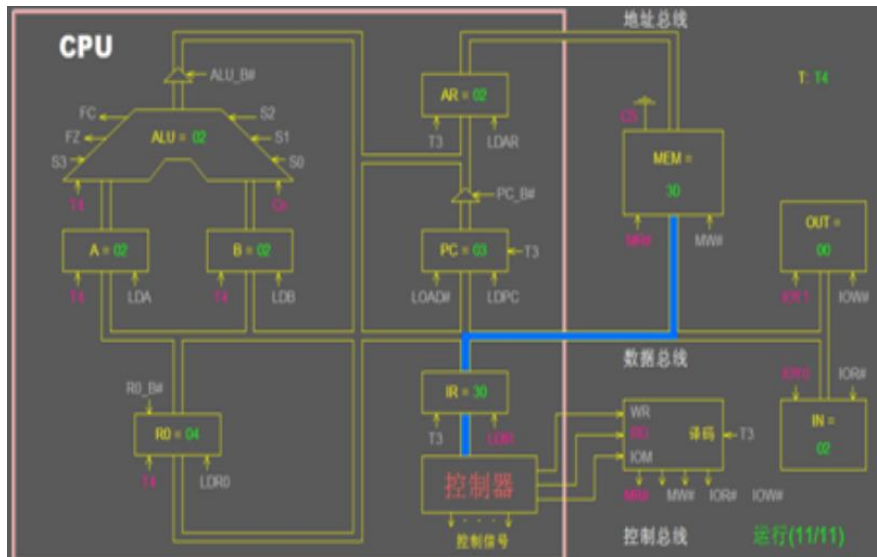 地址总线
CPU
ALU_B#
T: T4
AR = 02
FC
S2
CS
FZ
ALU = 02
S1
T3
LDAR
S3
S0
MEM =
30
T4
Cn
PC_B#
OUT =
00
A = 02
B = 02
PC = 03
T3
MR#
MW#
T4
LDA
T4
LDB
LOAD#
LDPC
IOW#
数据总线
R0_B#
IR = 30
IOR#
WR
R0 = 04
T3
LDIR
RD
译码
T3
IN =
02
IOM
T4
LDR0
控制器
MR#
MW#
IOR#
IOW#
控制信号
控制总线
运行(11/11)